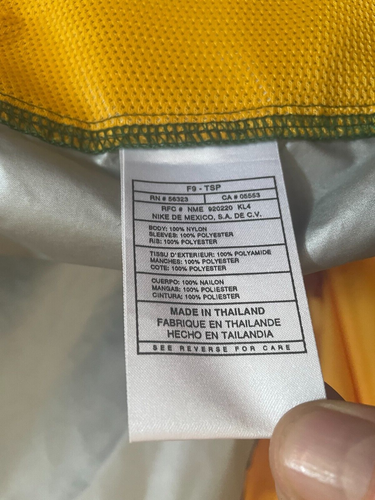 F9 - TSP
RN # 56323 CA # 05553
RFC # NME 920220 KL4
NIKE DE MEXICO, S.A. DE C.V.
BODY: 100% NYLON
SLEEVES: 100% POLYESTER
RIB: 100% POLYESTER
TISSU D'EXTERIEUR: 100% POLYAMIDE
MANCHES: 100% POLYESTER
COTE: 100% POLYESTER
CUERPO: 100% NAILON
MANGAS: 100% POLIESTER
CINTURA: 100% POLIESTER
MADE IN THAILAND
FABRIQUE EN THAILANDE
HECHO EN TAILANDIA
SEE REVERSE FOR CARE